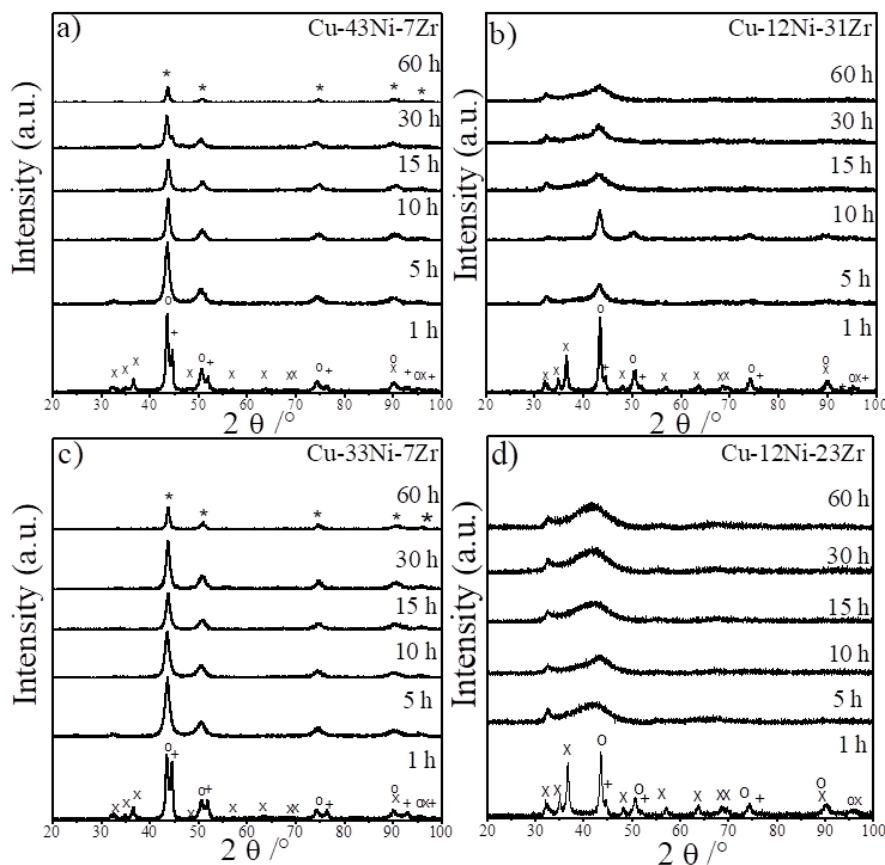 a) Cu-43Ni-7Zr
60 h
* * * * *
30 h
15 h
10 h
5 h
o
1 h
x x x + x o + x x x x o + o x + o x +
20 30 40 50 60 70 80 90 100
2 θ /°
Intensity (a.u.)
b) Cu-12Ni-31Zr
60 h
30 h
15 h
10 h
5 h
o
1 h
x x x + x o + x x x x o + o x + o x +
20 30 40 50 60 70 80 90 100
2 θ /°
Intensity (a.u.)
c) Cu-33Ni-7Zr
60 h
* * * * *
30 h
15 h
10 h
5 h
1 h
x x x o + x o + x x x x o + o x + o x +
20 30 40 50 60 70 80 90 100
2 θ /°
Intensity (a.u.)
d) Cu-12Ni-23Zr
60 h
30 h
15 h
10 h
5 h
1 h
x x x o + x o + x x x x o + o x o x
20 30 40 50 60 70 80 90 100
2 θ /°
Intensity (a.u.)